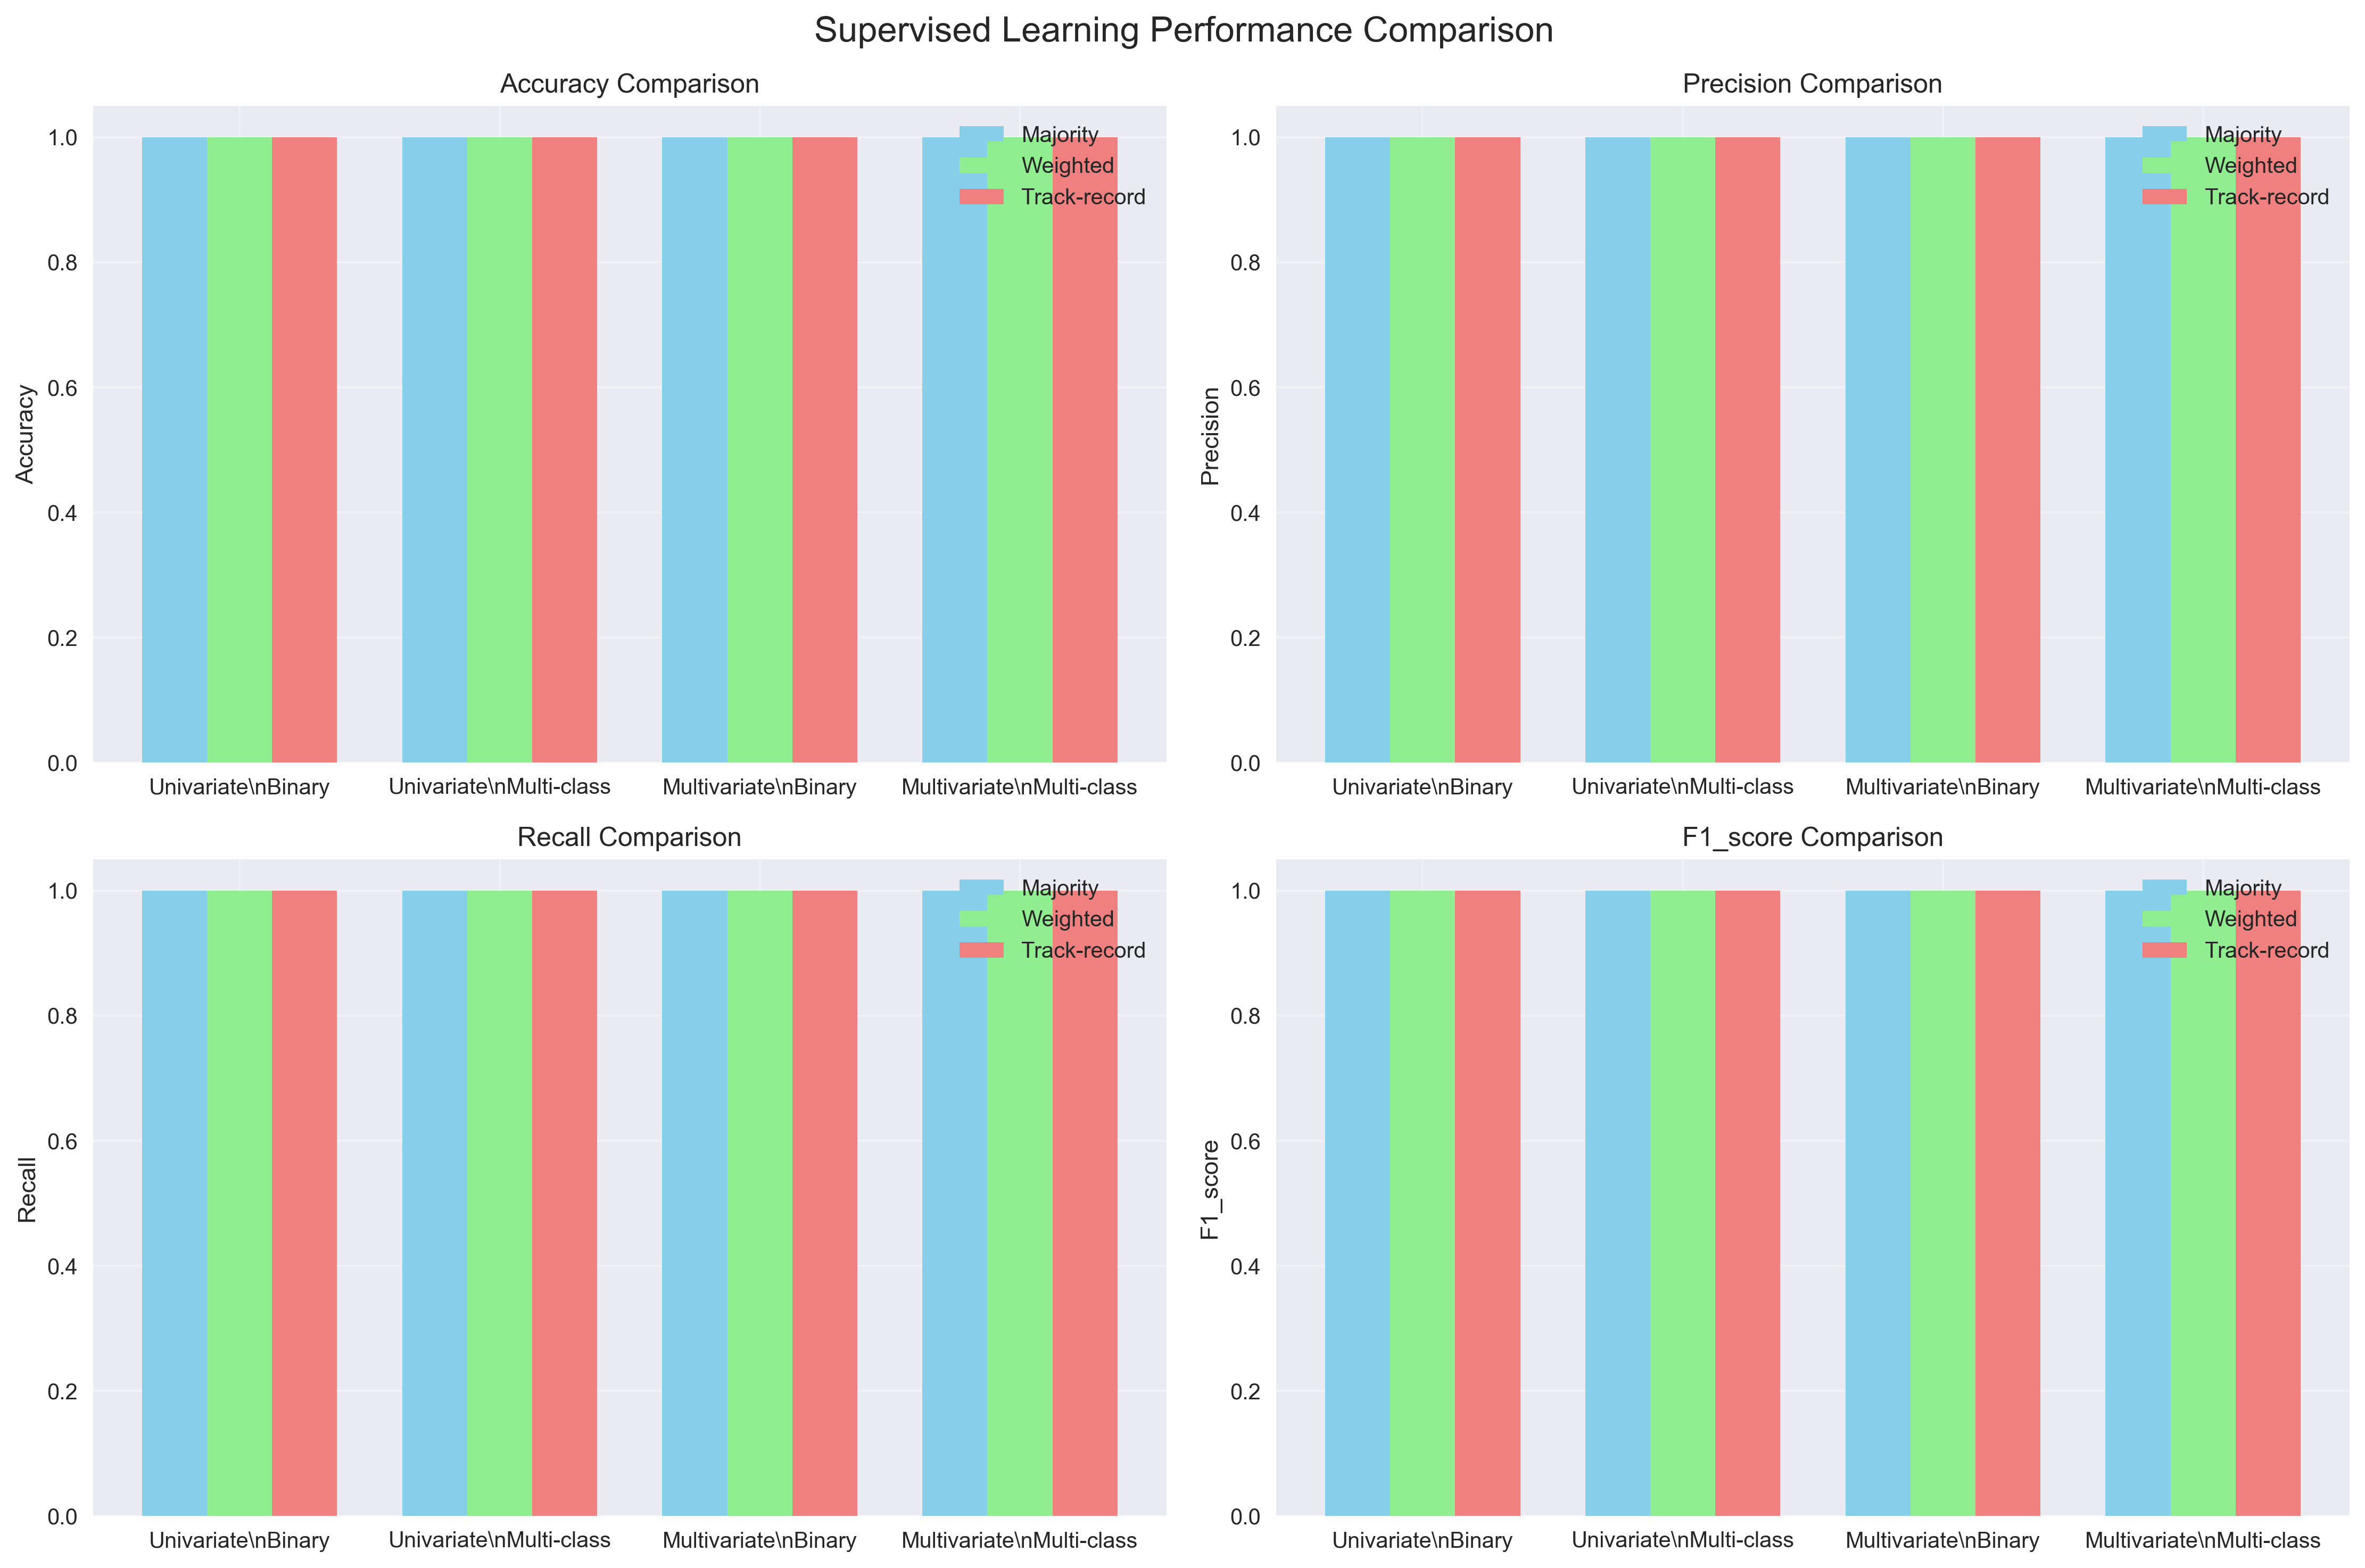 Supervised Learning Performance Comparison
Accuracy Comparison
Accuracy
1.0
0.8
0.6
0.4
0.2
0.0
Majority
Weighted
Track-record
Univariate\nBinary
Univariate\nMulti-class
Multivariate\nBinary
Multivariate\nMulti-class
Precision Comparison
Precision
1.0
0.8
0.6
0.4
0.2
0.0
Majority
Weighted
Track-record
Univariate\nBinary
Univariate\nMulti-class
Multivariate\nBinary
Multivariate\nMulti-class
Recall Comparison
Recall
1.0
0.8
0.6
0.4
0.2
0.0
Majority
Weighted
Track-record
Univariate\nBinary
Univariate\nMulti-class
Multivariate\nBinary
Multivariate\nMulti-class
F1_score Comparison
F1_score
1.0
0.8
0.6
0.4
0.2
0.0
Majority
Weighted
Track-record
Univariate\nBinary
Univariate\nMulti-class
Multivariate\nBinary
Multivariate\nMulti-class